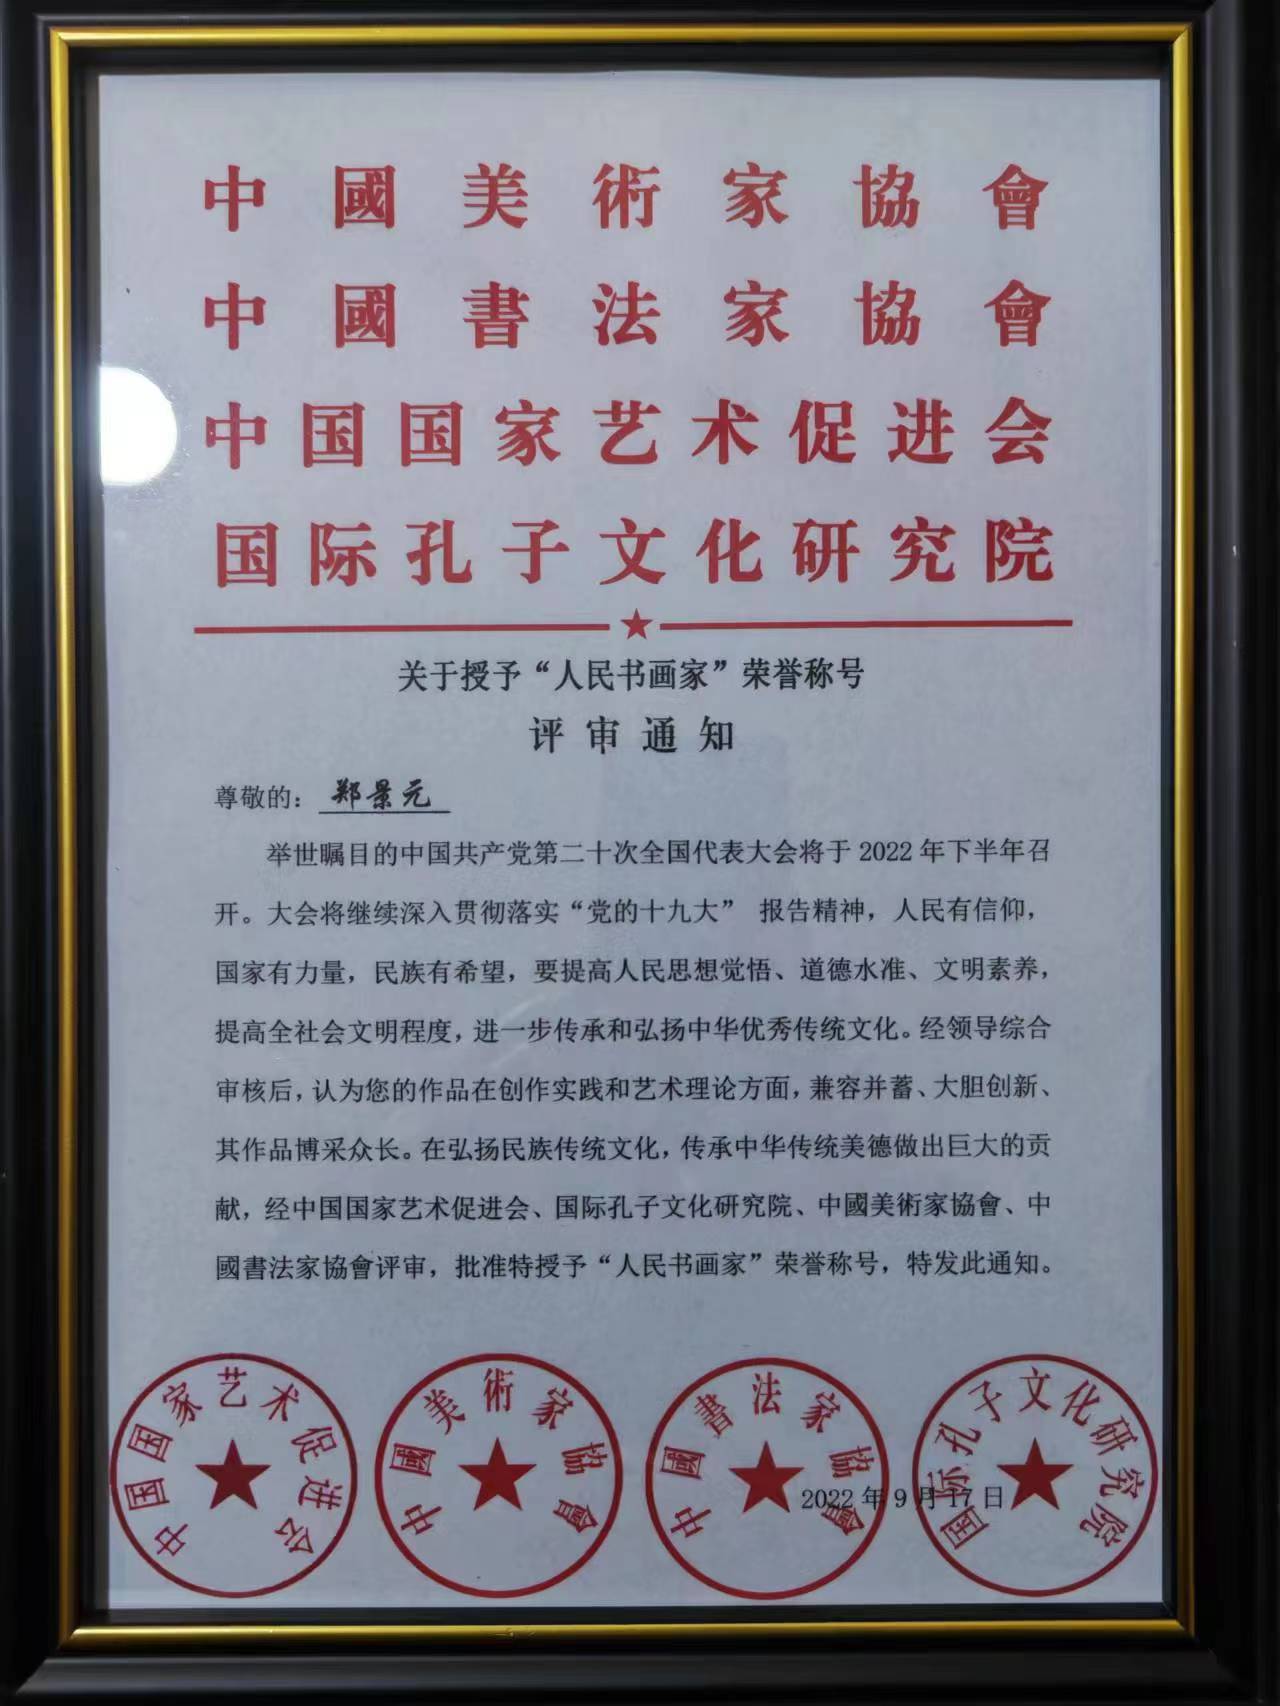 中國美術家協會
中國書法家協會
中国国家艺术促进会
国际孔子文化研究院
关于授予“人民书画家”荣誉称号
评审通知
尊敬的：郑景元
举世瞩目的中国共产党第二十次全国代表大会将于2022年下半年召
开。大会将继续深入贯彻落实“党的十九大” 报告精神，人民有信仰，
国家有力量，民族有希望，要提高人民思想觉悟、道德水准、文明素养，
提高全社会文明程度，进一步传承和弘扬中华优秀传统文化。经领导综合
审核后，认为您的作品在创作实践和艺术理论方面，兼容并蓄、大胆创新、
其作品博采众长。在弘扬民族传统文化，传承中华传统美德做出巨大的贡
献，经中国国家艺术促进会、国际孔子文化研究院、中國美術家協會、中
國書法家協會评审，批准特授予“人民书画家”荣誉称号，特发此通知。
中国国家艺术促进会
中國美術家協會
中國書法家協會
国际孔子文化研究院
2022年9月17日